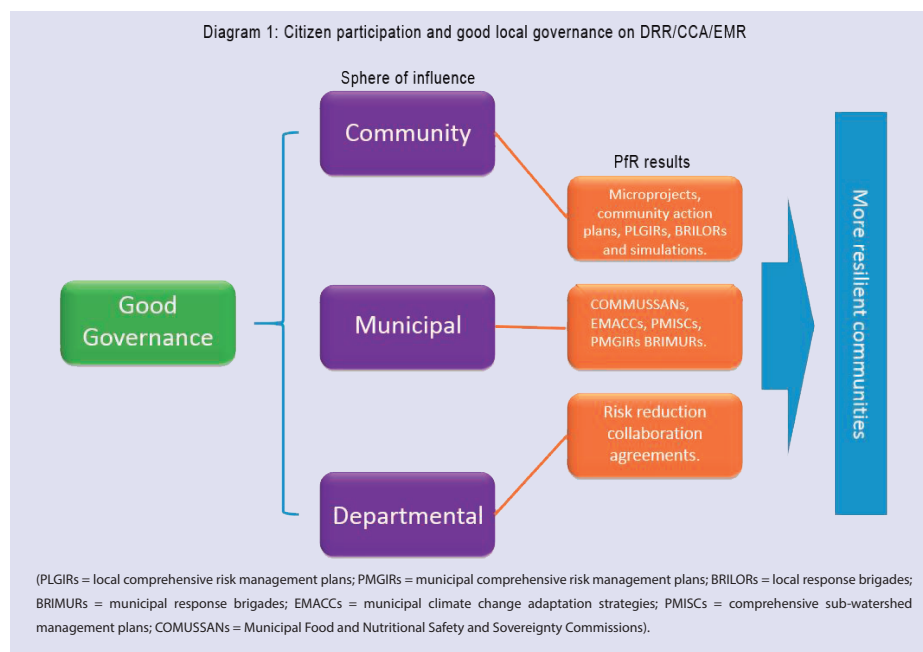 Diagram 1: Citizen participation and good local governance on DRR/CCA/EMR
Sphere of influence
Community
PfR results
Microprojects,
community action
plans, PLGIRs, BRILORs
and simulations.
Good
Governance
Municipal
COMMUSSANs,
EMACCs, PMISCs,
PMGIRs BRIMURs.
Departmental
Risk reduction
collaboration
agreements.
More resilient communities
(PLGIRs = local comprehensive risk management plans; PMGIRs = municipal comprehensive risk management plans; BRILORs = local response brigades;
BRIMURs = municipal response brigades; EMACCs = municipal climate change adaptation strategies; PMISCs = comprehensive sub-watershed
management plans; COMUSSANs = Municipal Food and Nutritional Safety and Sovereignty Commissions).